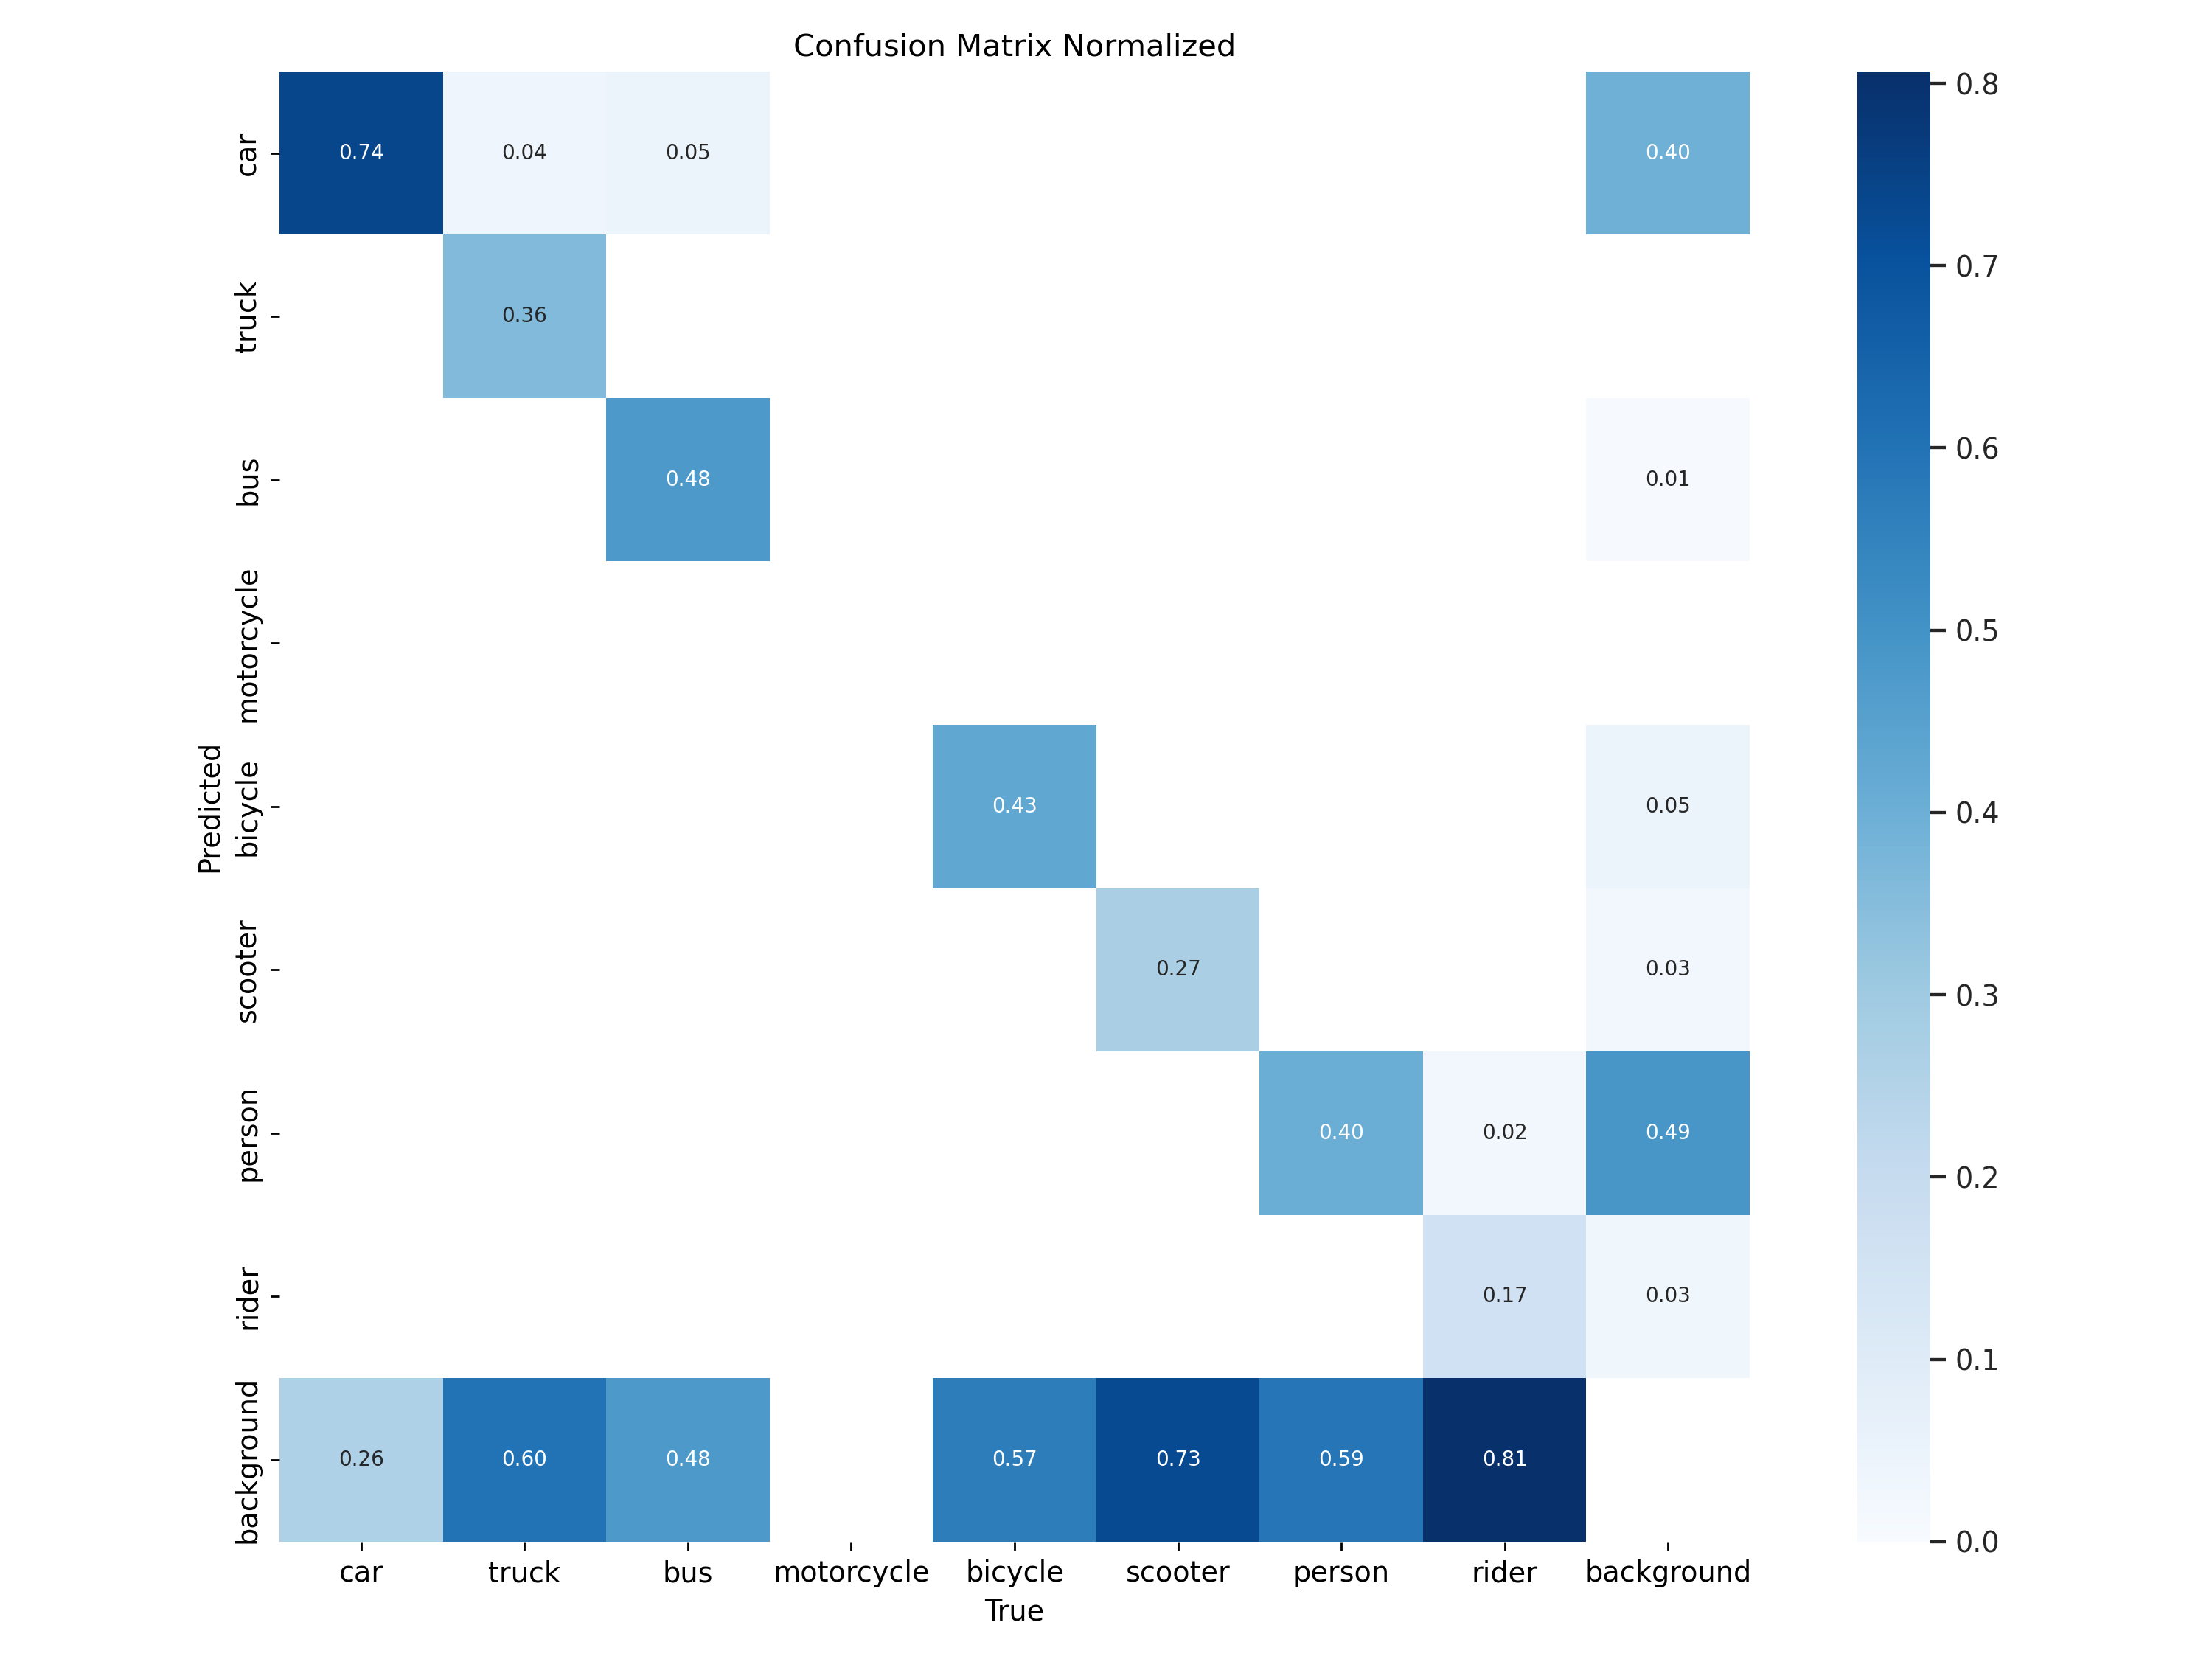 Confusion Matrix Normalized
car
0.74
0.04
0.05
0.40
truck
0.36
bus
0.48
0.01
motorcycle
bicycle
0.43
0.05
scooter
0.27
0.03
person
0.40
0.02
0.49
rider
0.17
0.03
background
0.26
0.60
0.48
0.57
0.73
0.59
0.81
Predicted
car truck bus motorcycle bicycle scooter person rider background
True
0.8
0.7
0.6
0.5
0.4
0.3
0.2
0.1
0.0